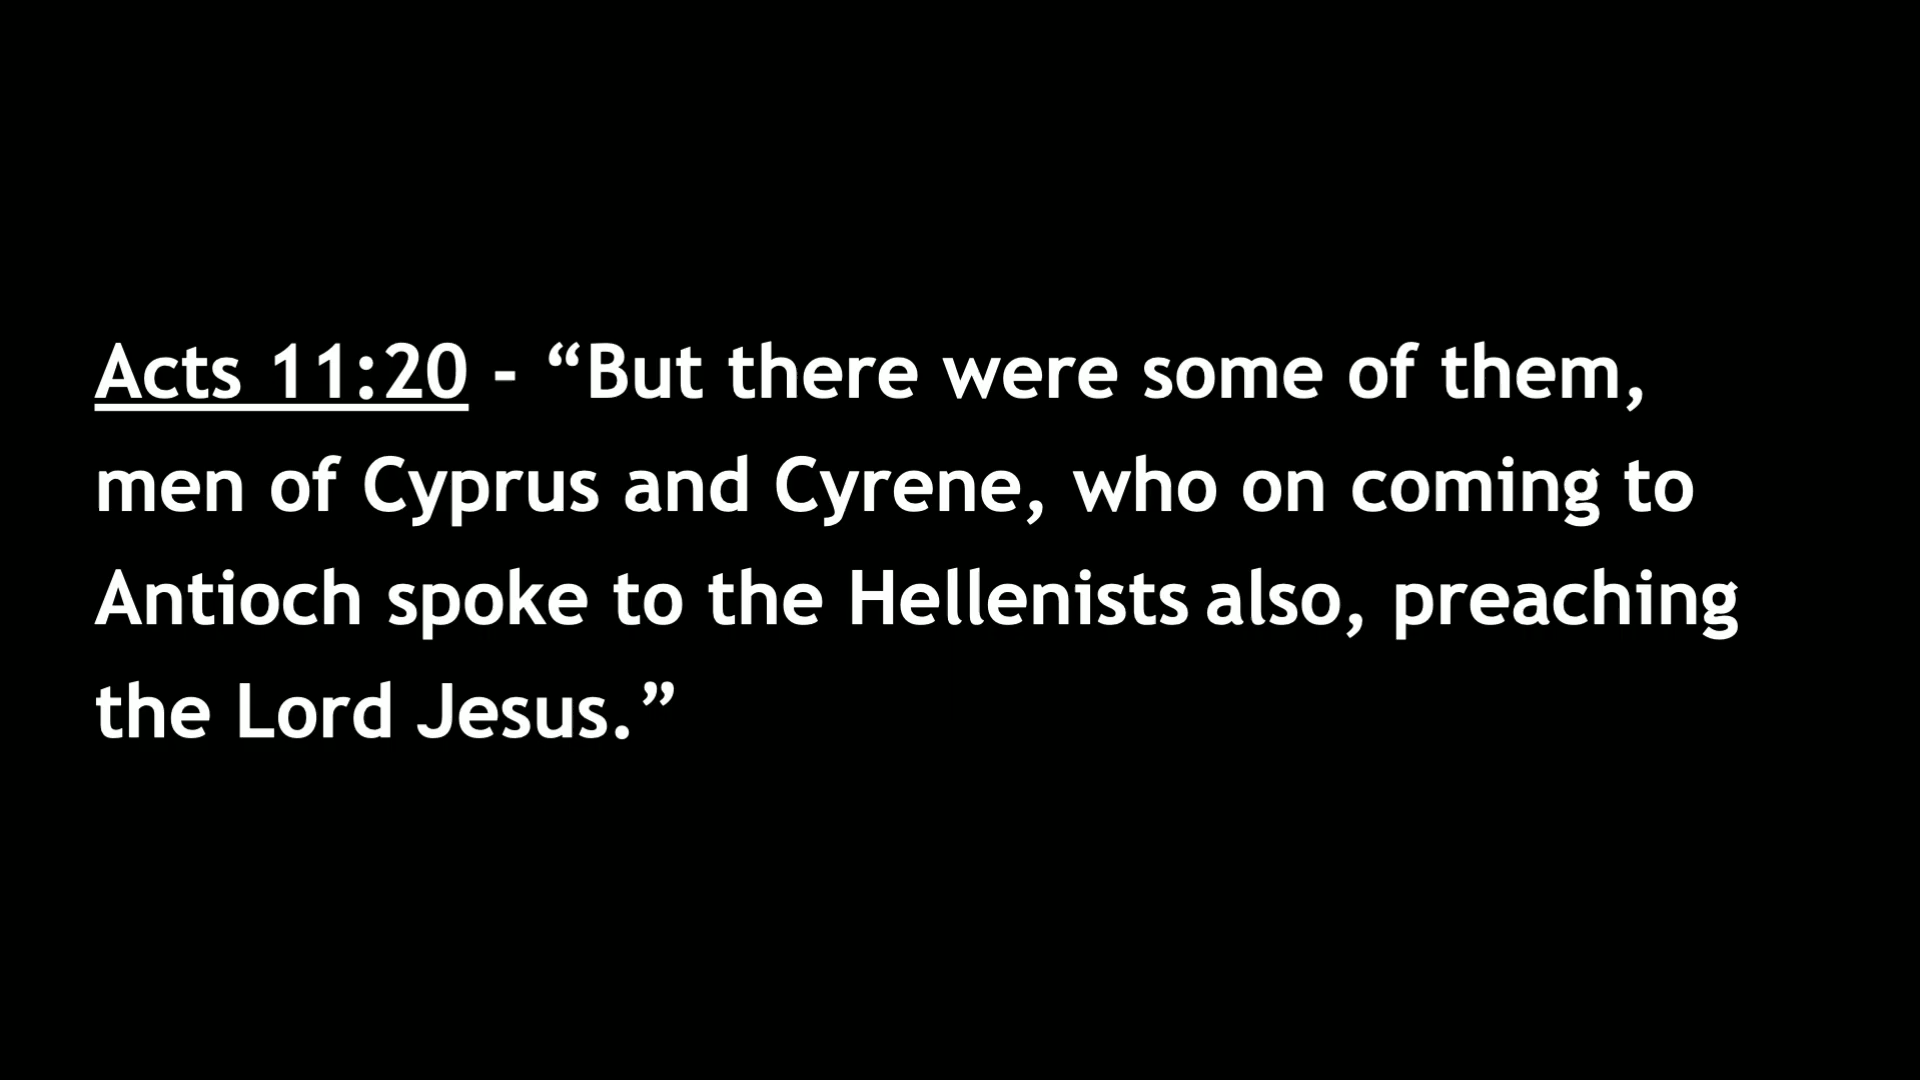 Acts 11:20 - “But there were some of them,
men of Cyprus and Cyrene, who on coming to
Antioch spoke to the Hellenists also, preaching
the Lord Jesus.”